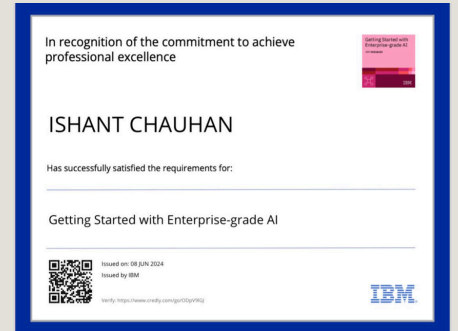 In recognition of the commitment to achieve
professional excellence
Getting Started with
Enterprise-grade AI
IBM
ISHANT CHAUHAN
Has successfully satisfied the requirements for:
Getting Started with Enterprise-grade AI
Issued on: 08 JUN 2024
Issued by IBM
IBM.